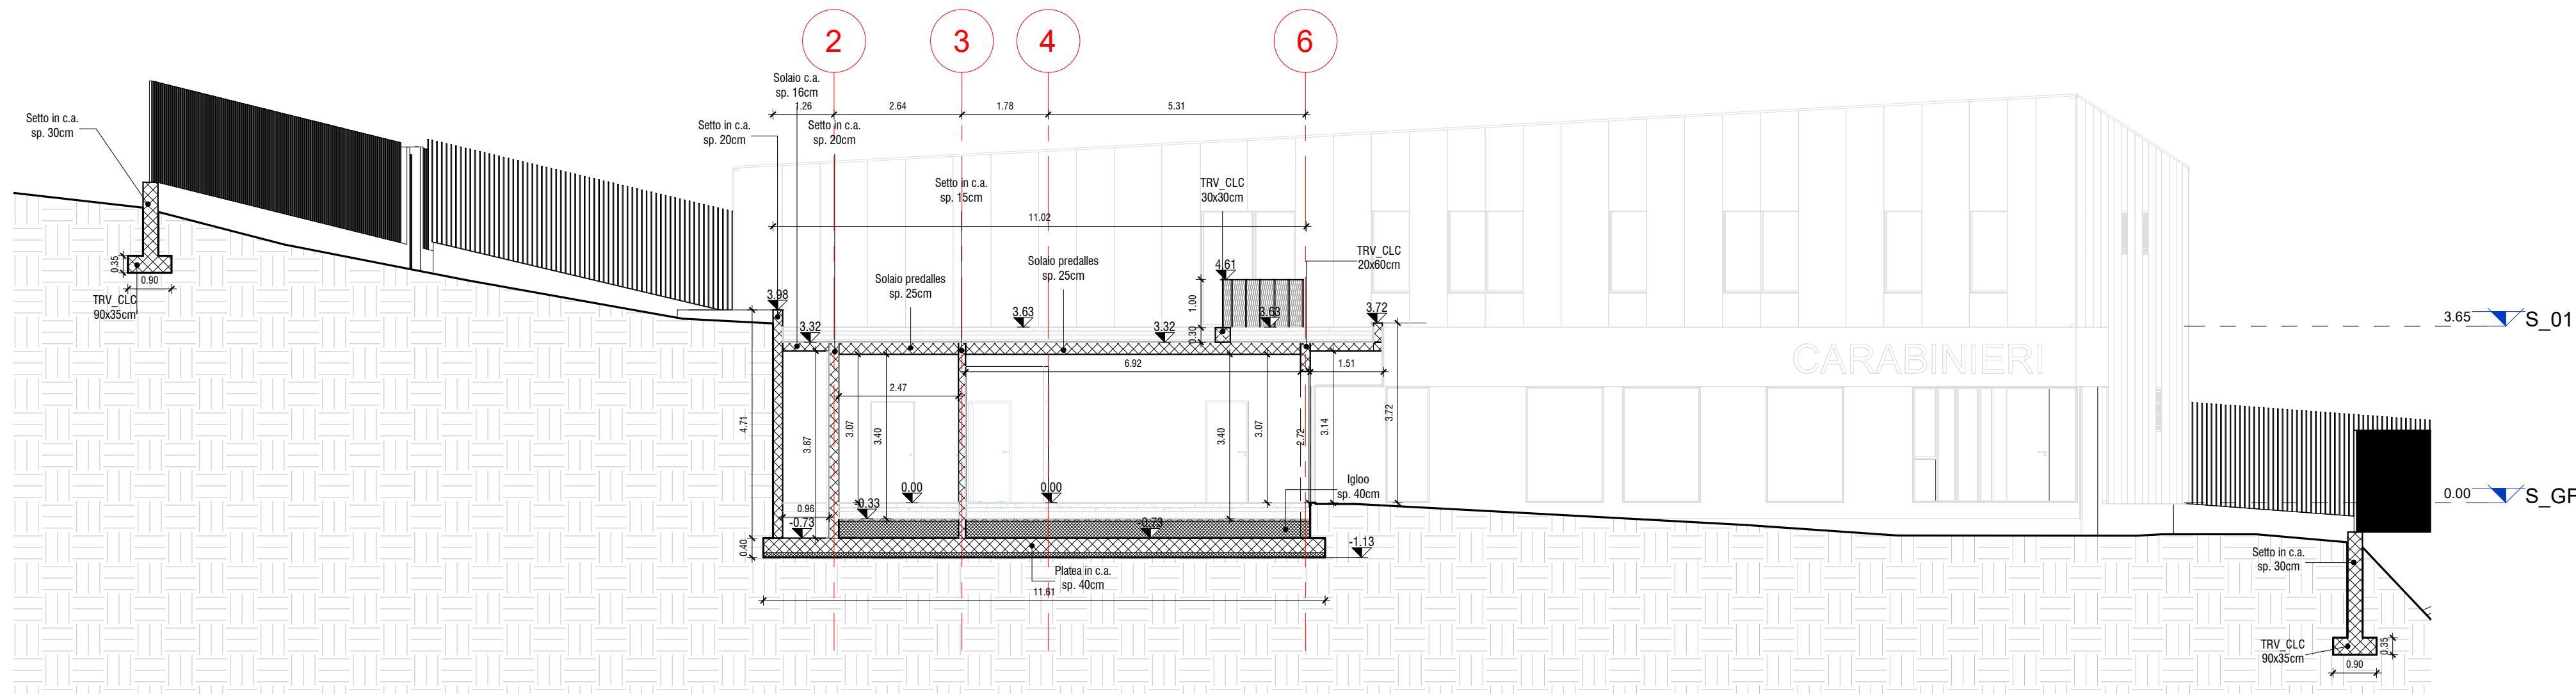 2
3
4
6
Solaio c.a.
sp. 16cm
1.26
2.64
1.78
5.31
Setto in c.a.
sp. 30cm
Setto in c.a.
sp. 20cm
Setto in c.a.
sp. 20cm
Setto in c.a.
sp. 15cm
TRV_CLC
30x30cm
11.02
TRV_CLC
20x60cm
Solaio predalles
sp. 25cm
Solaio predalles
sp. 25cm
0.35
0.90
TRV_CLC
90x35cm
4.61
1.00
0.30
3.98
3.32
3.63
3.32
3.63
3.72
3.65
S_01
CARABINIERI
6.92
1.51
2.47
4.71
3.87
3.07
3.40
3.40
3.07
2.72
3.14
3.72
0.00
0.00
Igloo
sp. 40cm
0.00
S_GF
0.96
-0.33
-0.73
-0.73
0.40
-1.13
Platea in c.a.
sp. 40cm
11.61
Setto in c.a.
sp. 30cm
TRV_CLC
90x35cm
0.35
0.90